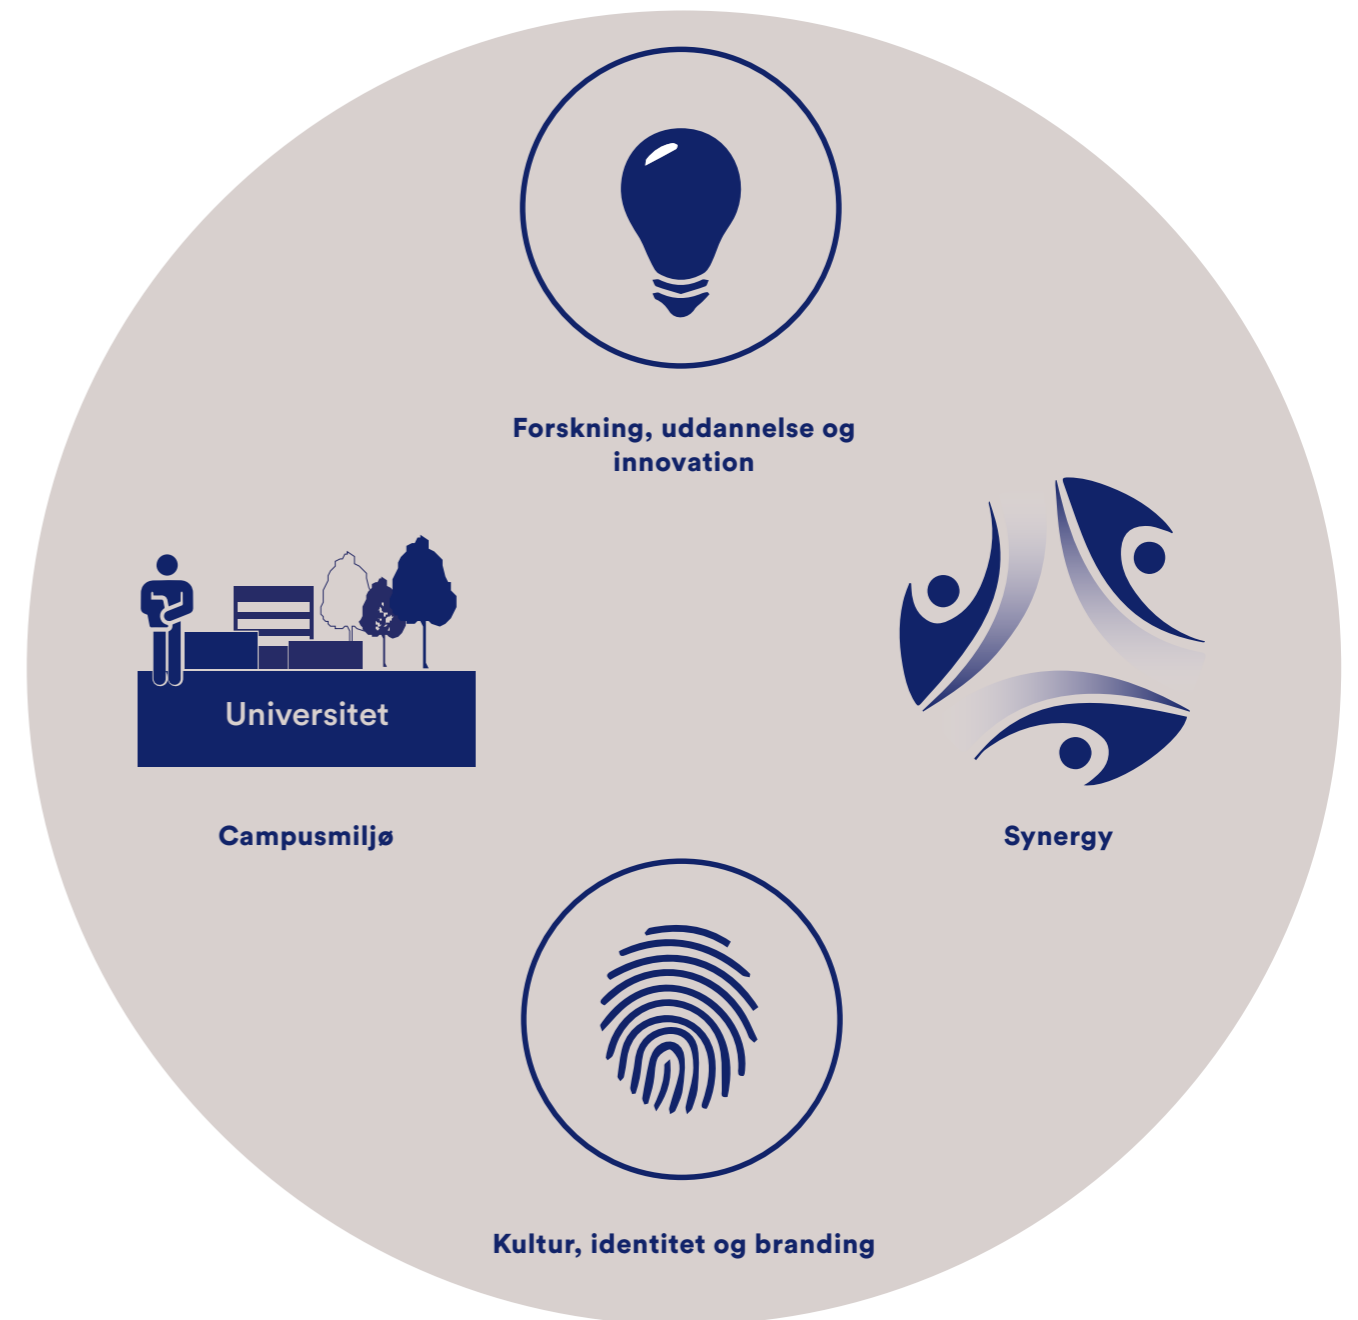 Forskning, uddannelse og
innovation
Universitet
Campusmiljø
Synergy
Kultur, identitet og branding